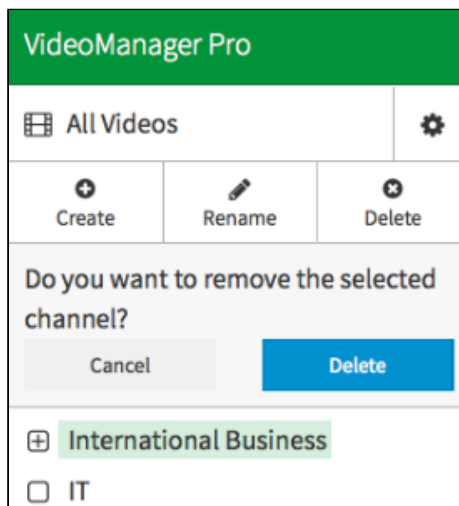 VideoManager Pro
All Videos
Create Rename Delete
Do you want to remove the selected
channel?
Cancel Delete
International Business
IT